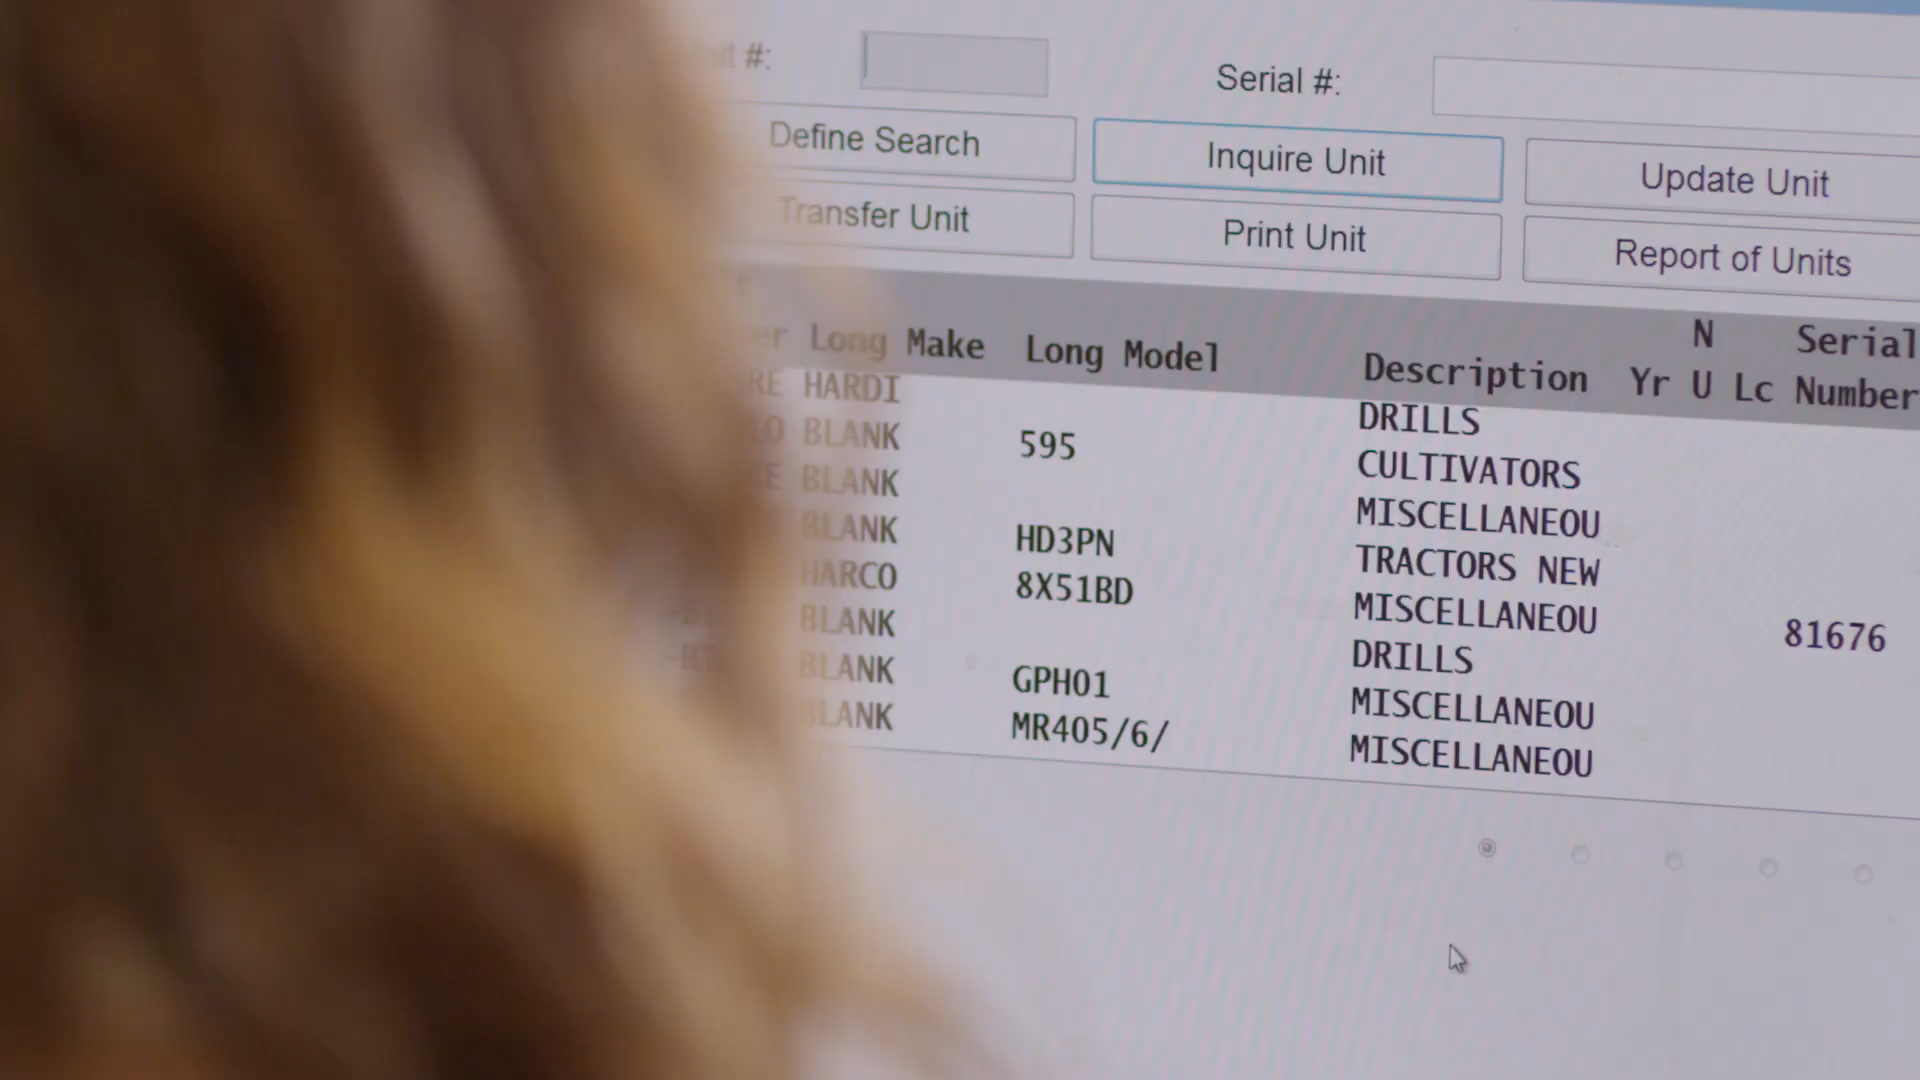 #: Serial #:
Define Search Inquire Unit Update Unit
Transfer Unit Print Unit Report of Units
N Serial
Long Make Long Model Description Yr U Lc Number
HARDI DRILLS
BLANK 595 CULTIVATORS
BLANK MISCELLANEOU
BLANK HD3PN TRACTORS NEW
HARCO 8X51BD MISCELLANEOU 81676
BLANK DRILLS
BLANK GPH01 MISCELLANEOU
BLANK MR405/6/ MISCELLANEOU